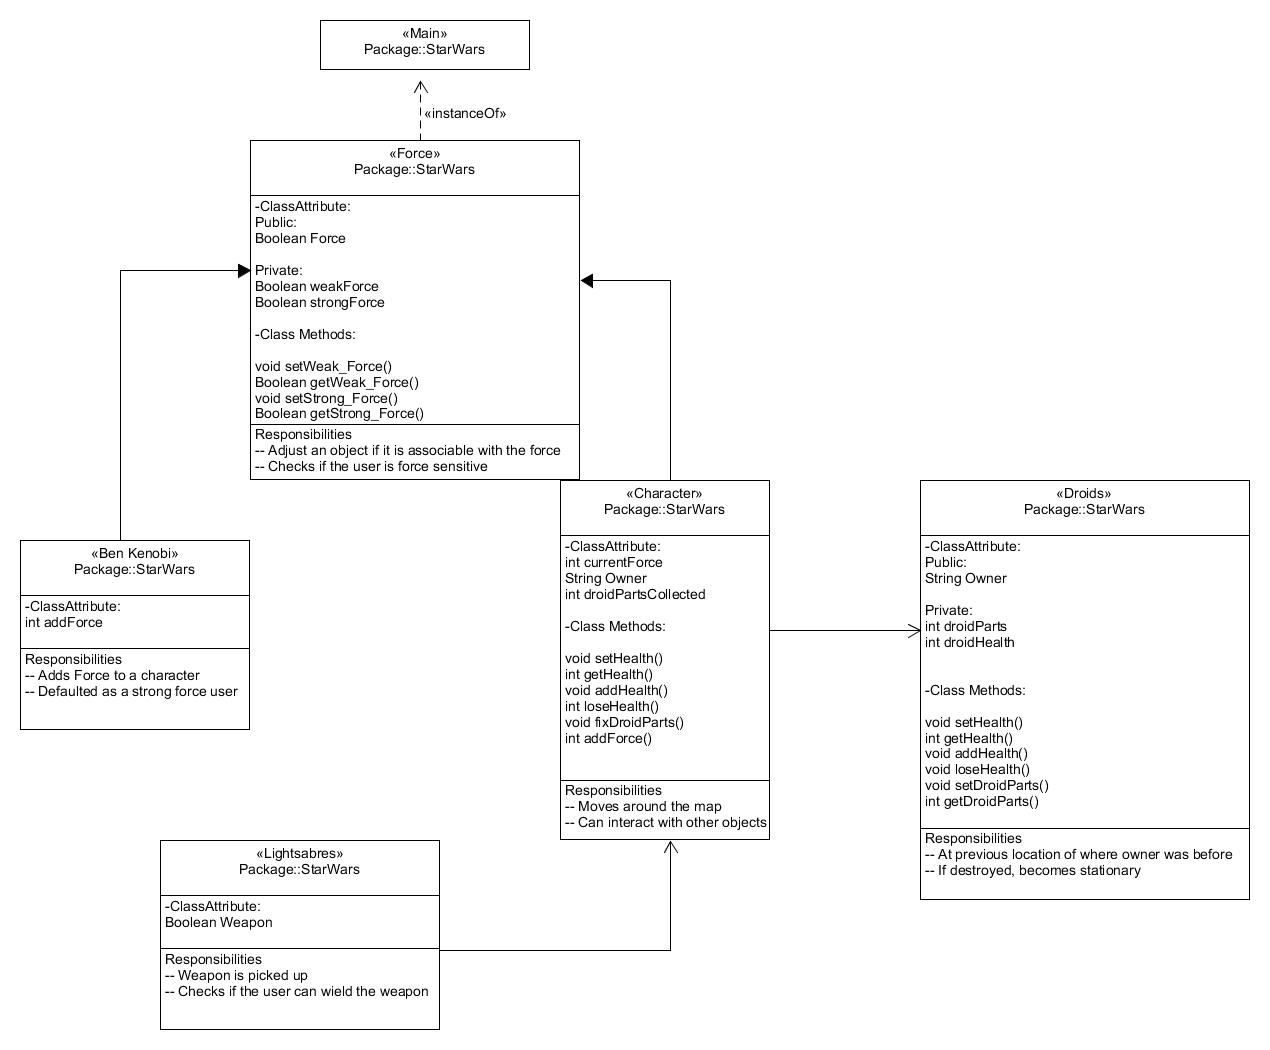 «Main»
Package::StarWars
«instanceOf»
«Force»
Package::StarWars
-ClassAttribute:
Public:
Boolean Force
Private:
Boolean weakForce
Boolean strongForce
-Class Methods:
void setWeak_Force()
Boolean getWeak_Force()
void setStrong_Force()
Boolean getStrong_Force()
Responsibilities
-- Adjust an object if it is associable with the force
-- Checks if the user is force sensitive
«Ben Kenobi»
Package::StarWars
-ClassAttribute:
int addForce
Responsibilities
-- Adds Force to a character
-- Defaulted as a strong force user
«Character»
Package::StarWars
-ClassAttribute:
int currentForce
String Owner
int droidPartsCollected
-Class Methods:
void setHealth()
int getHealth()
void addHealth()
int loseHealth()
void fixDroidParts()
int addForce()
Responsibilities
-- Moves around the map
-- Can interact with other objects
«Droids»
Package::StarWars
-ClassAttribute:
Public:
String Owner
Private:
int droidParts
int droidHealth
-Class Methods:
void setHealth()
int getHealth()
void addHealth()
void loseHealth()
void setDroidParts()
int getDroidParts()
Responsibilities
-- At previous location of where owner was before
-- If destroyed, becomes stationary
«Lightsabres»
Package::StarWars
-ClassAttribute:
Boolean Weapon
Responsibilities
-- Weapon is picked up
-- Checks if the user can wield the weapon